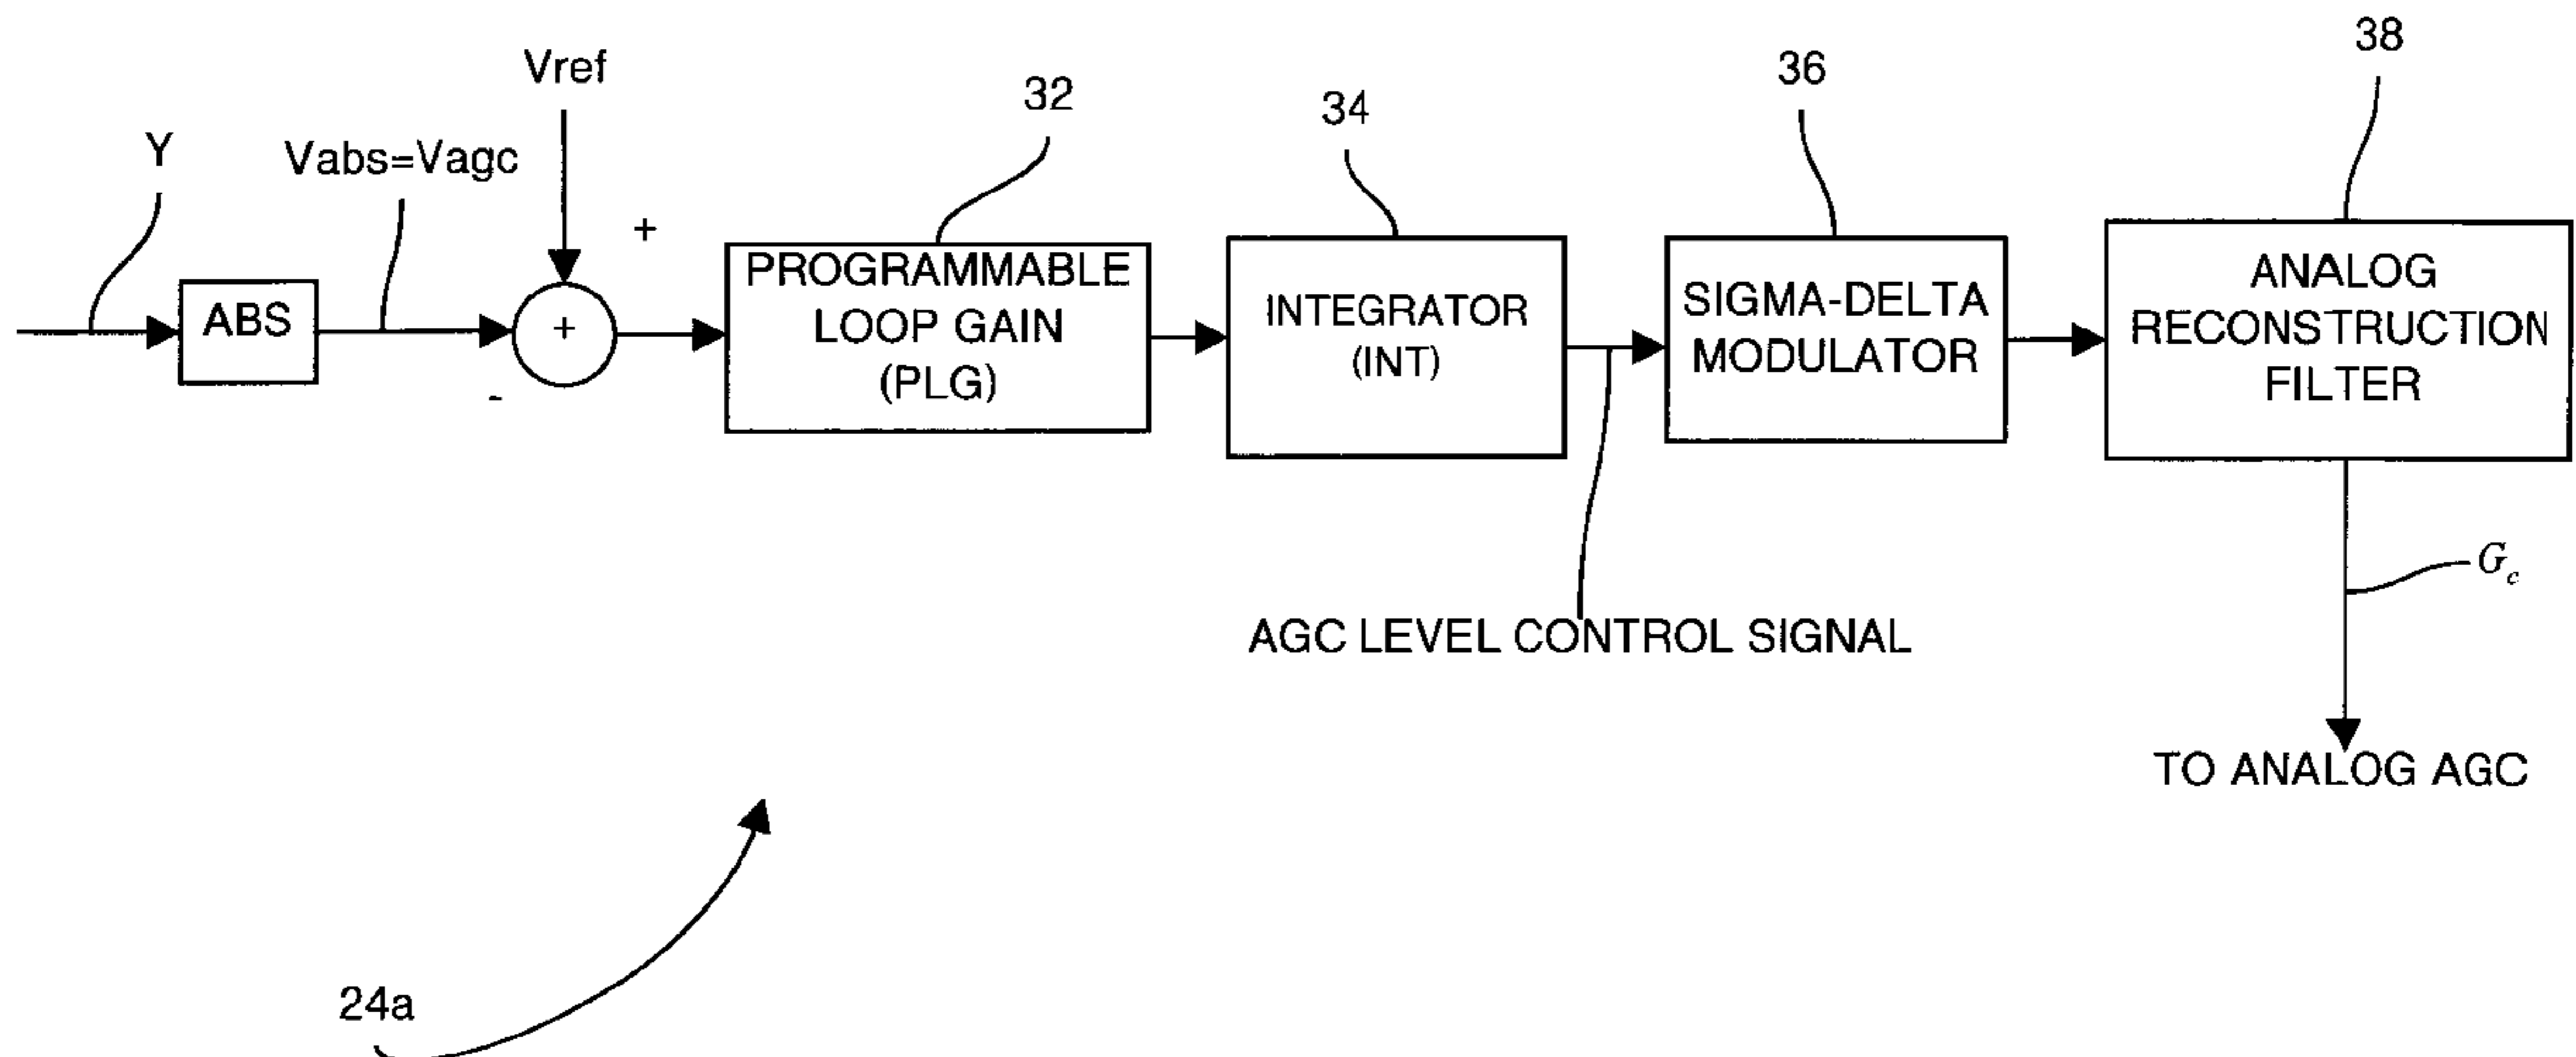 38
36
Vref
32
34
Y
Vabs=Vagc
+
PROGRAMMABLE
LOOP GAIN
(PLG)
ABS
+
-
INTEGRATOR
(INT)
SIGMA-DELTA
MODULATOR
ANALOG
RECONSTRUCTION
FILTER
Gc
AGC LEVEL CONTROL SIGNAL
TO ANALOG AGC
24a